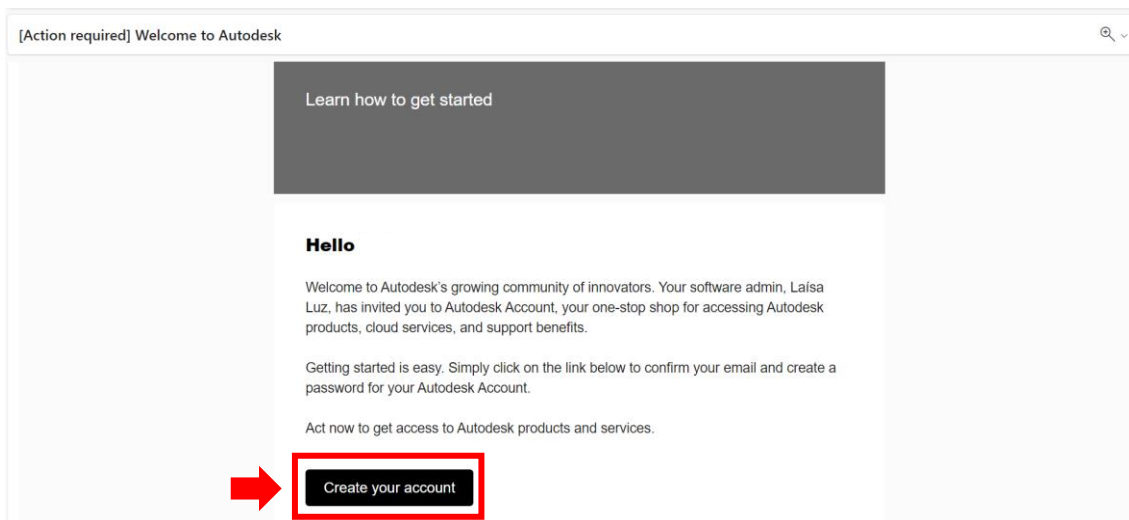 [Action required] Welcome to Autodesk
Learn how to get started
Hello
Welcome to Autodesk's growing community of innovators. Your software admin, Laísa
Luz, has invited you to Autodesk Account, your one-stop shop for accessing Autodesk
products, cloud services, and support benefits.
Getting started is easy. Simply click on the link below to confirm your email and create a
password for your Autodesk Account.
Act now to get access to Autodesk products and services.
Create your account